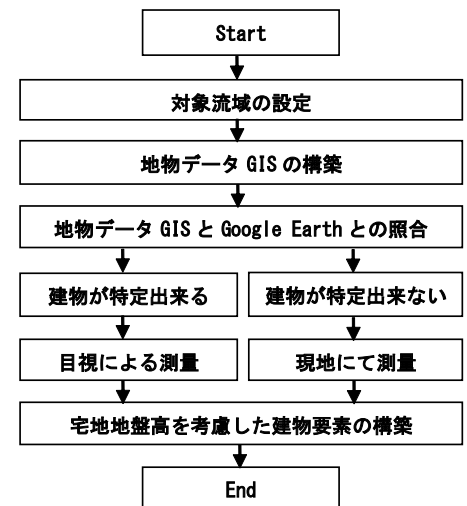 Start
対象流域の設定
地物データ GIS の構築
地物データ GIS と Google Earth との照合
建物が特定出来る
建物が特定出来ない
目視による測量
現地にて測量
宅地地盤高を考慮した建物要素の構築
End